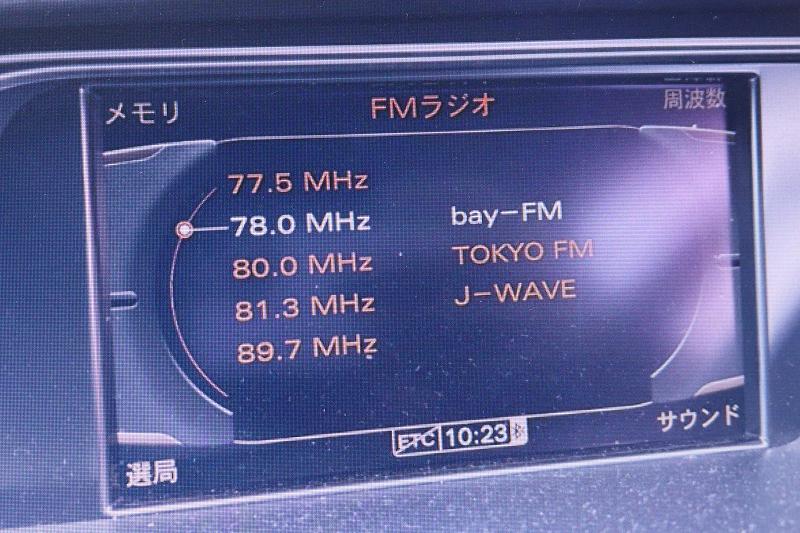 メモリ
FMラジオ
周波数
77.5 MHz
78.0 MHz bay-FM
80.0 MHz TOKYO FM
81.3 MHz J-WAVE
89.7 MHz
ETC 10:23
サウンド
選局